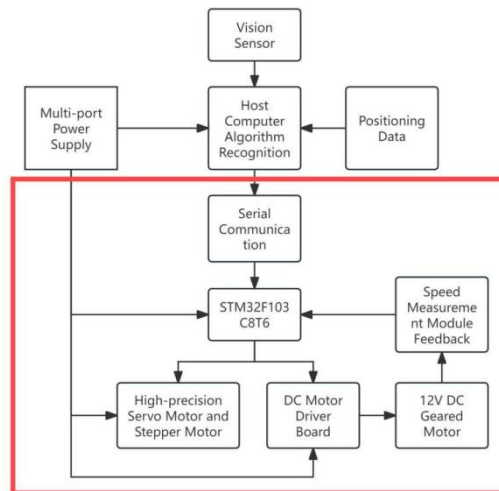 Vision
Sensor
Multi-port
Power
Supply
Host
Computer
Algorithm
Recognition
Positioning
Data
Serial
Communica
tion
STM32F103
C8T6
Speed
Measureme
nt Module
Feedback
High-precision
Servo Motor and
Stepper Motor
DC Motor
Driver
Board
12V DC
Geared
Motor